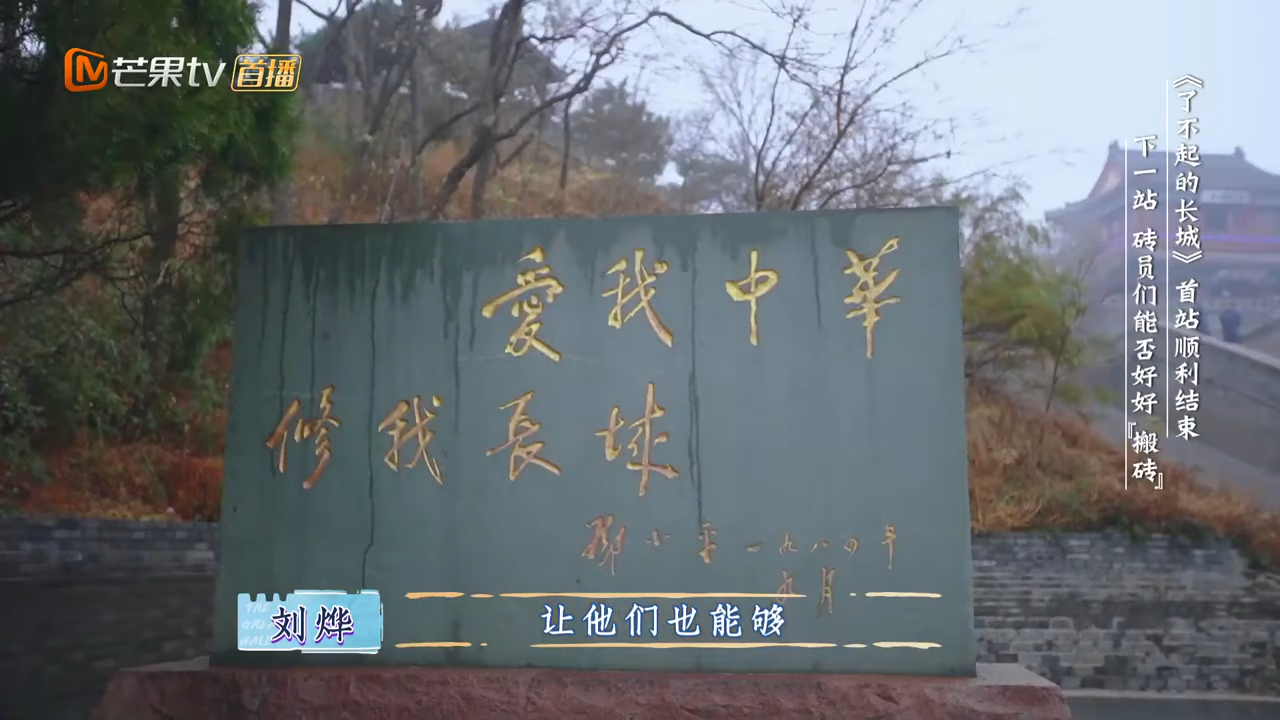 芒果tv 首播
《了不起的长城》首站顺利结束
下一站 砖员们能否好好『搬砖』
愛我中華
修我長城
鄧小平 一九八四年
九月
刘烨
让他们也能够